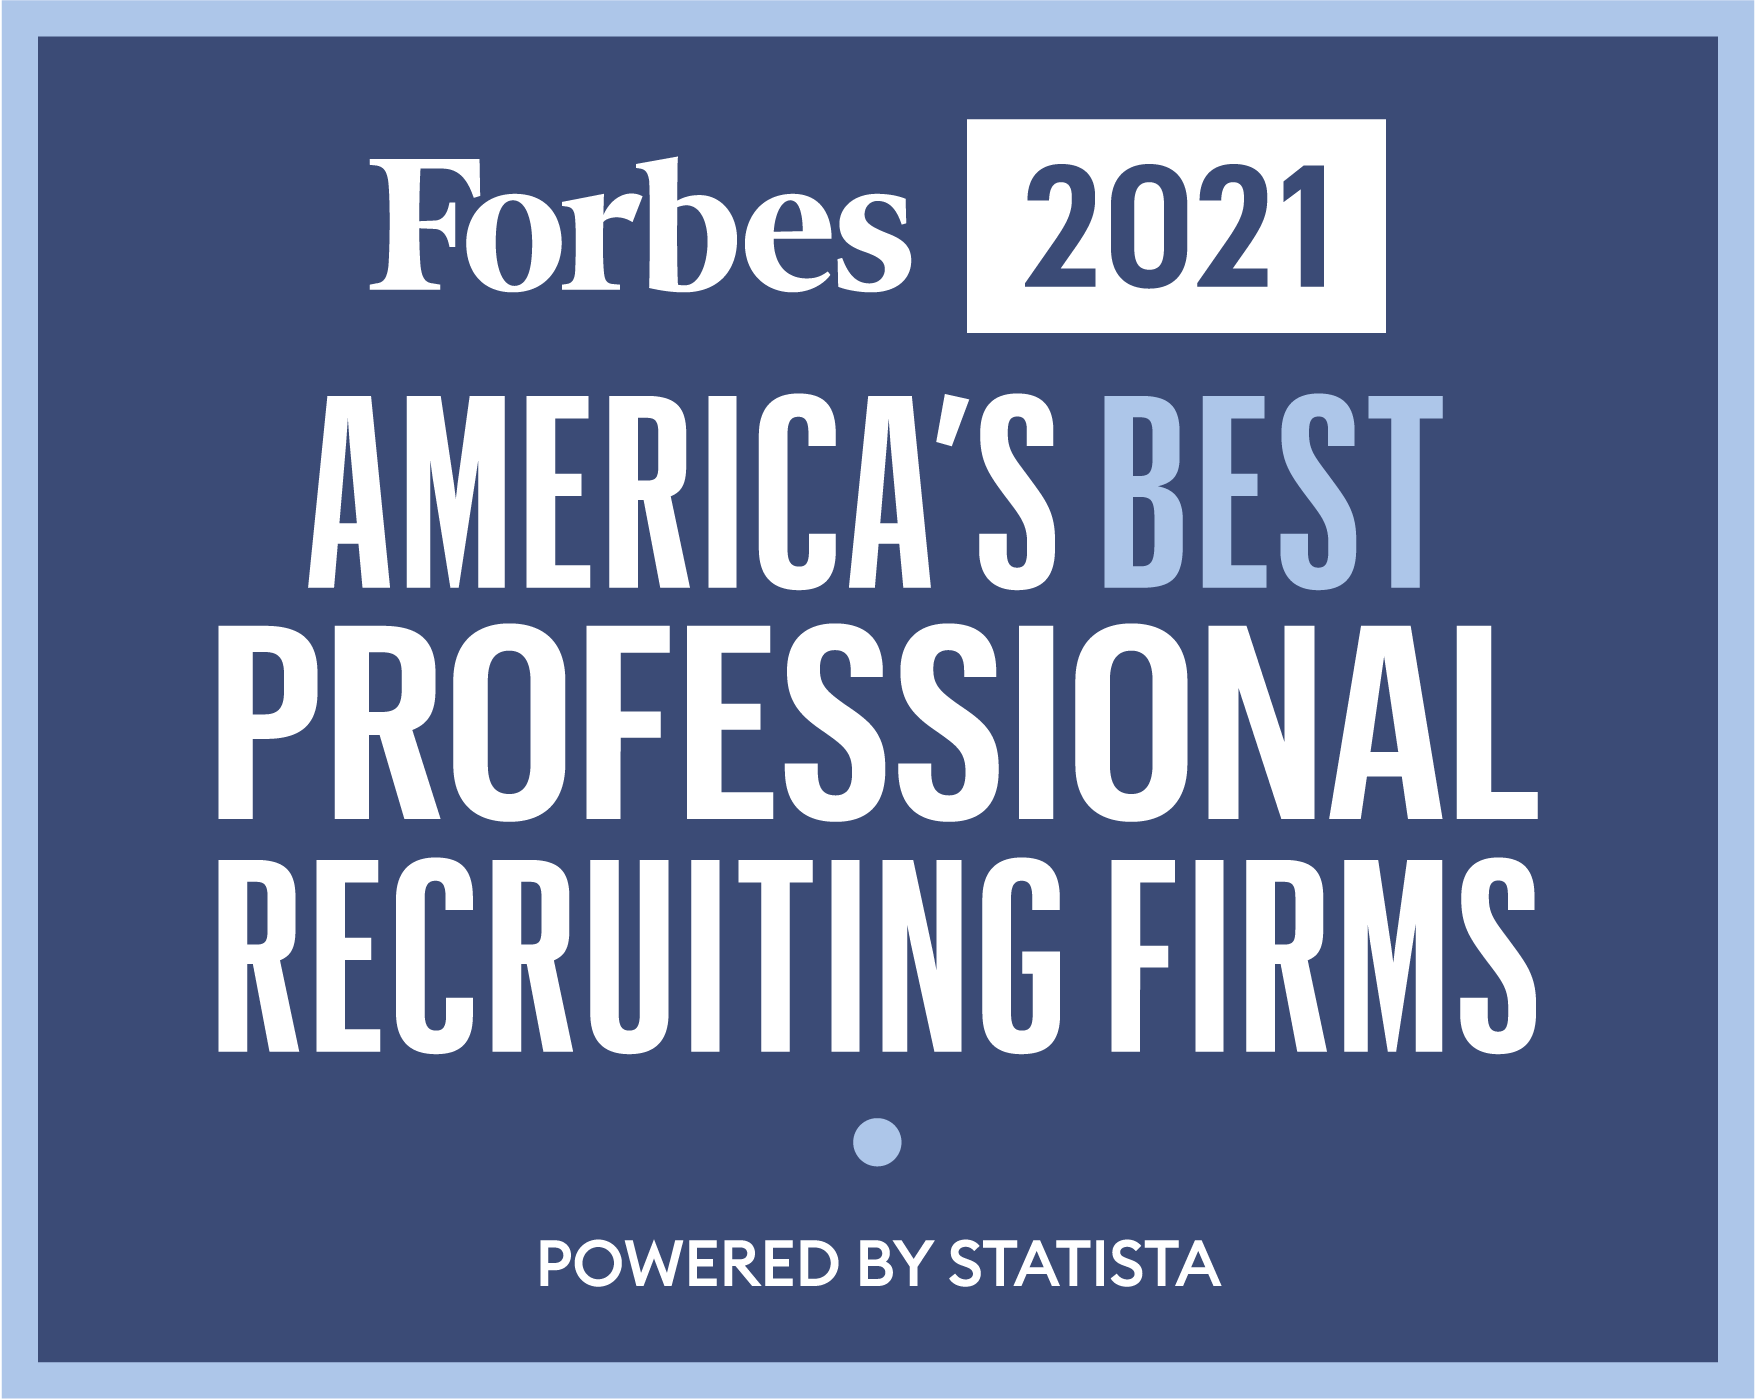 Forbes 2021
AMERICA’S BEST
PROFESSIONAL
RECRUITING FIRMS
POWERED BY STATISTA